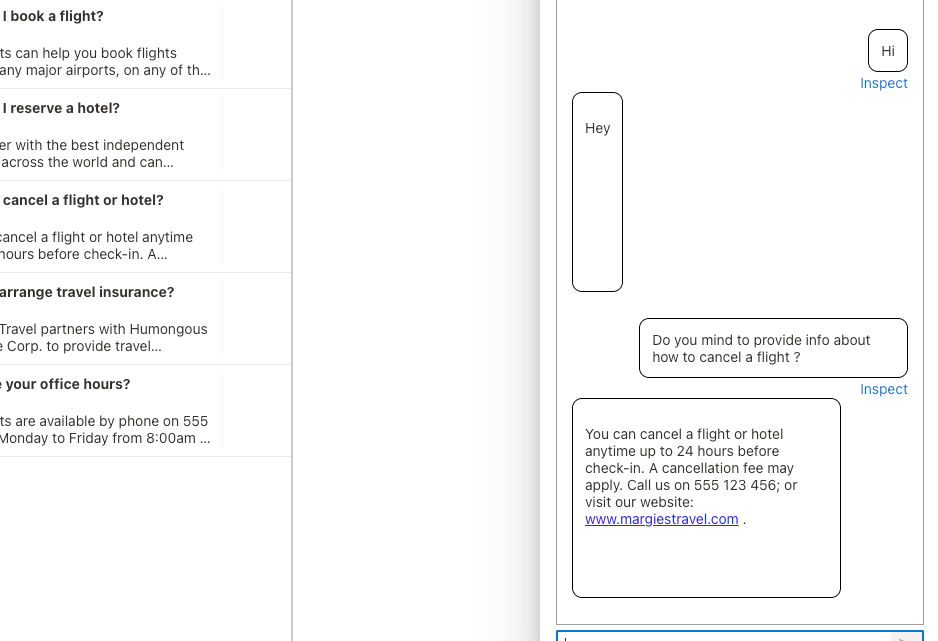 I book a flight?
ts can help you book flights
any major airports, on any of th...
I reserve a hotel?
er with the best independent
across the world and can...
cancel a flight or hotel?
cancel a flight or hotel anytime
hours before check-in. A...
arrange travel insurance?
Travel partners with Humongous
e Corp. to provide travel...
e your office hours?
ts are available by phone on 555
Monday to Friday from 8:00am ...
Hi
Inspect
Hey
Do you mind to provide info about
how to cancel a flight ?
Inspect
You can cancel a flight or hotel
anytime up to 24 hours before
check-in. A cancellation fee may
apply. Call us on 555 123 456; or
visit our website:
www.margiestravel.com .